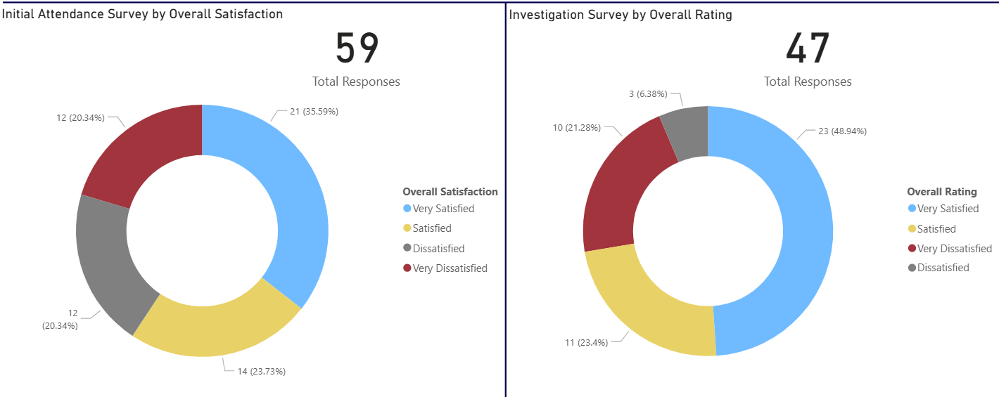 Initial Attendance Survey by Overall Satisfaction
59
Total Responses
12 (20.34%)
21 (35.59%)
Overall Satisfaction
Very Satisfied
Satisfied
Dissatisfied
Very Dissatisfied
12
(20.34%)
14 (23.73%)
Investigation Survey by Overall Rating
47
Total Responses
3 (6.38%)
10 (21.28%)
23 (48.94%)
Overall Rating
Very Satisfied
Satisfied
Very Dissatisfied
Dissatisfied
11 (23.4%)